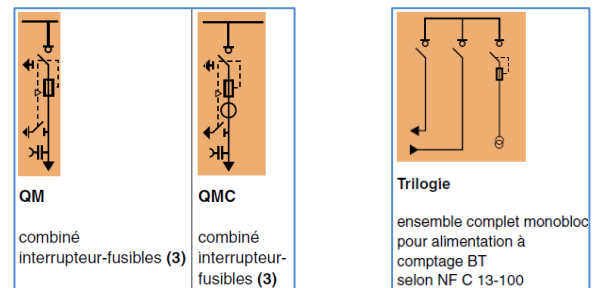 QM
combiné
interrupteur-fusibles (3)
QMC
combiné
interrupteur-
fusibles (3)
Trilogie
ensemble complet monobloc
pour alimentation à
comptage BT
selon NF C 13-100